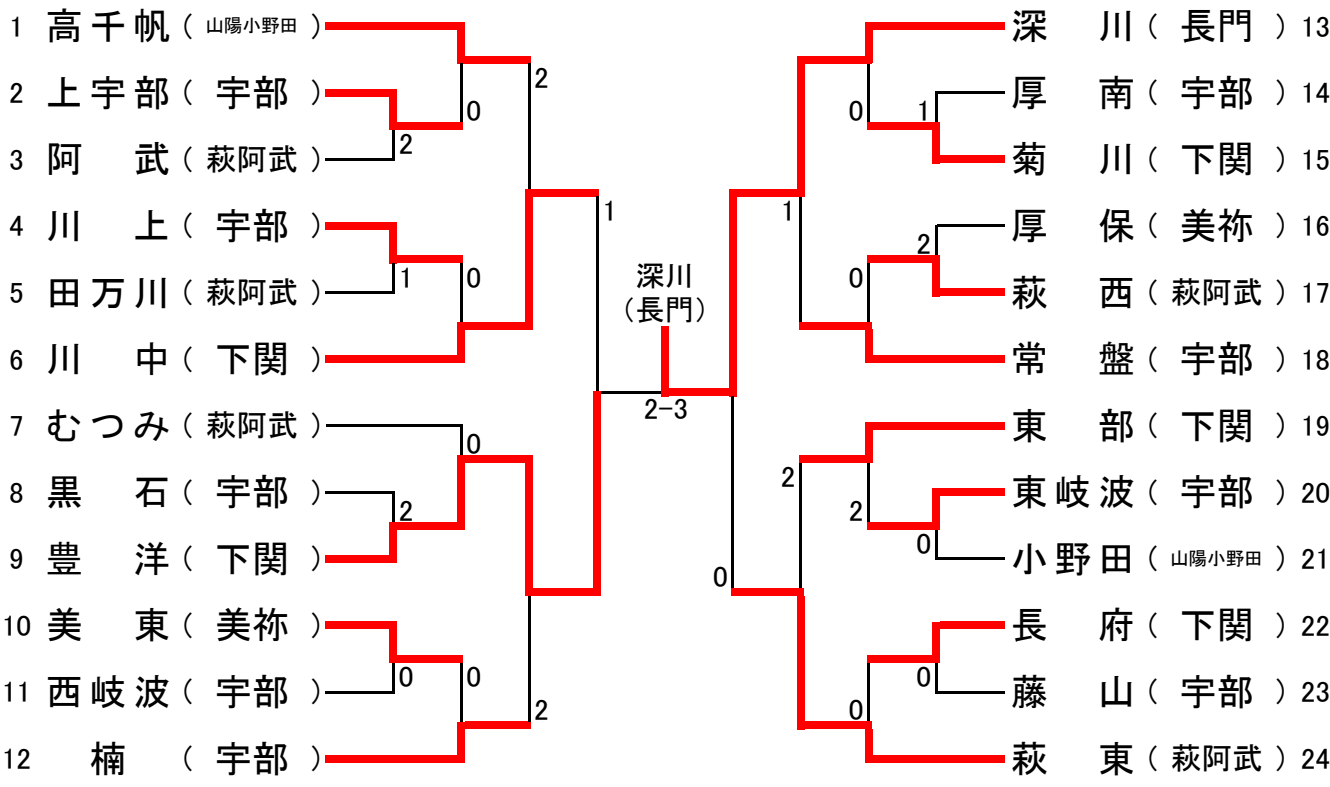 1 高千帆 ( 山陽小野田 )
2 上宇部 ( 宇部 )
3 阿 武 ( 萩阿武 )
4 川 上 ( 宇部 )
5 田万川 ( 萩阿武 )
6 川 中 ( 下関 )
7 むつみ ( 萩阿武 )
8 黒 石 ( 宇部 )
9 豊 洋 ( 下関 )
10 美 東 ( 美祢 )
11 西岐波 ( 宇部 )
12 楠 ( 宇部 )
2
0
2
1
0
0
2
0
0
2
1
深川
(長門)
2-3
0
1
1
2
0
2
2
0
0
0
0
深 川 ( 長門 ) 13
厚 南 ( 宇部 ) 14
菊 川 ( 下関 ) 15
厚 保 ( 美祢 ) 16
萩 西 ( 萩阿武 ) 17
常 盤 ( 宇部 ) 18
東 部 ( 下関 ) 19
東岐波 ( 宇部 ) 20
小野田 ( 山陽小野田 ) 21
長 府 ( 下関 ) 22
藤 山 ( 宇部 ) 23
萩 東 ( 萩阿武 ) 24